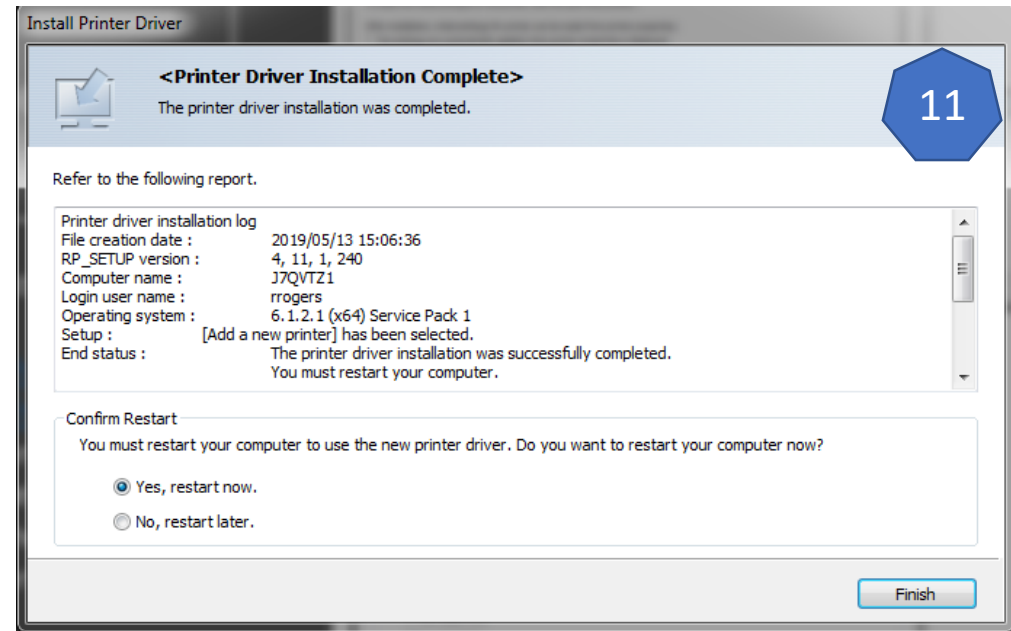 Install Printer Driver
<Printer Driver Installation Complete>
The printer driver installation was completed.
11
Refer to the following report.
Printer driver installation log
File creation date : 2019/05/13 15:06:36
RP_SETUP version : 4, 11, 1, 240
Computer name : J7QVTZ1
Login user name : rrogers
Operating system : 6.1.2.1 (x64) Service Pack 1
Setup : [Add a new printer] has been selected.
End status : The printer driver installation was successfully completed.
You must restart your computer.
Confirm Restart
You must restart your computer to use the new printer driver. Do you want to restart your computer now?
Yes, restart now.
No, restart later.
Finish